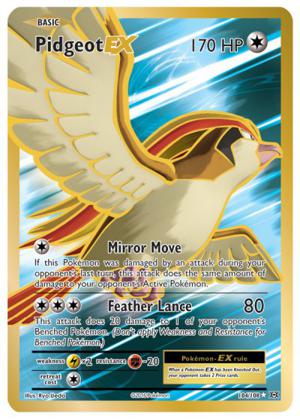 BASIC
PidgeotEX 170 HP
Mirror Move
If this Pokémon was damaged by an attack during your
opponent's last turn, this attack does the same amount of
damage to your opponent's Active Pokémon.
Feather Lance 80
This attack does 20 damage to 1 of your opponent's
Benched Pokémon. (Don't apply Weakness and Resistance for
Benched Pokémon.)
weakness ×2 resistance -20
retreat cost
Pokémon-EX rule
When a Pokémon-EX has been Knocked Out,
your opponent takes 2 Prize cards.
Illus. Ryo Ueda ©2016 Pokémon 104/108